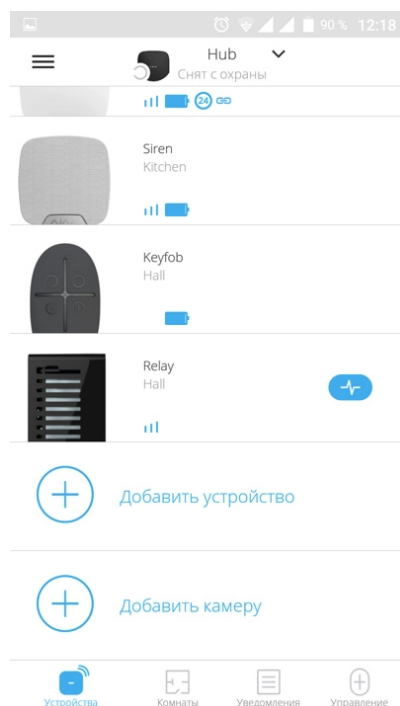 90 % 12:18
Hub
Снят с охраны
24
Siren
Kitchen
Keyfob
Hall
Relay
Hall
Добавить устройство
Добавить камеру
Устройства Комнаты Уведомления Управление